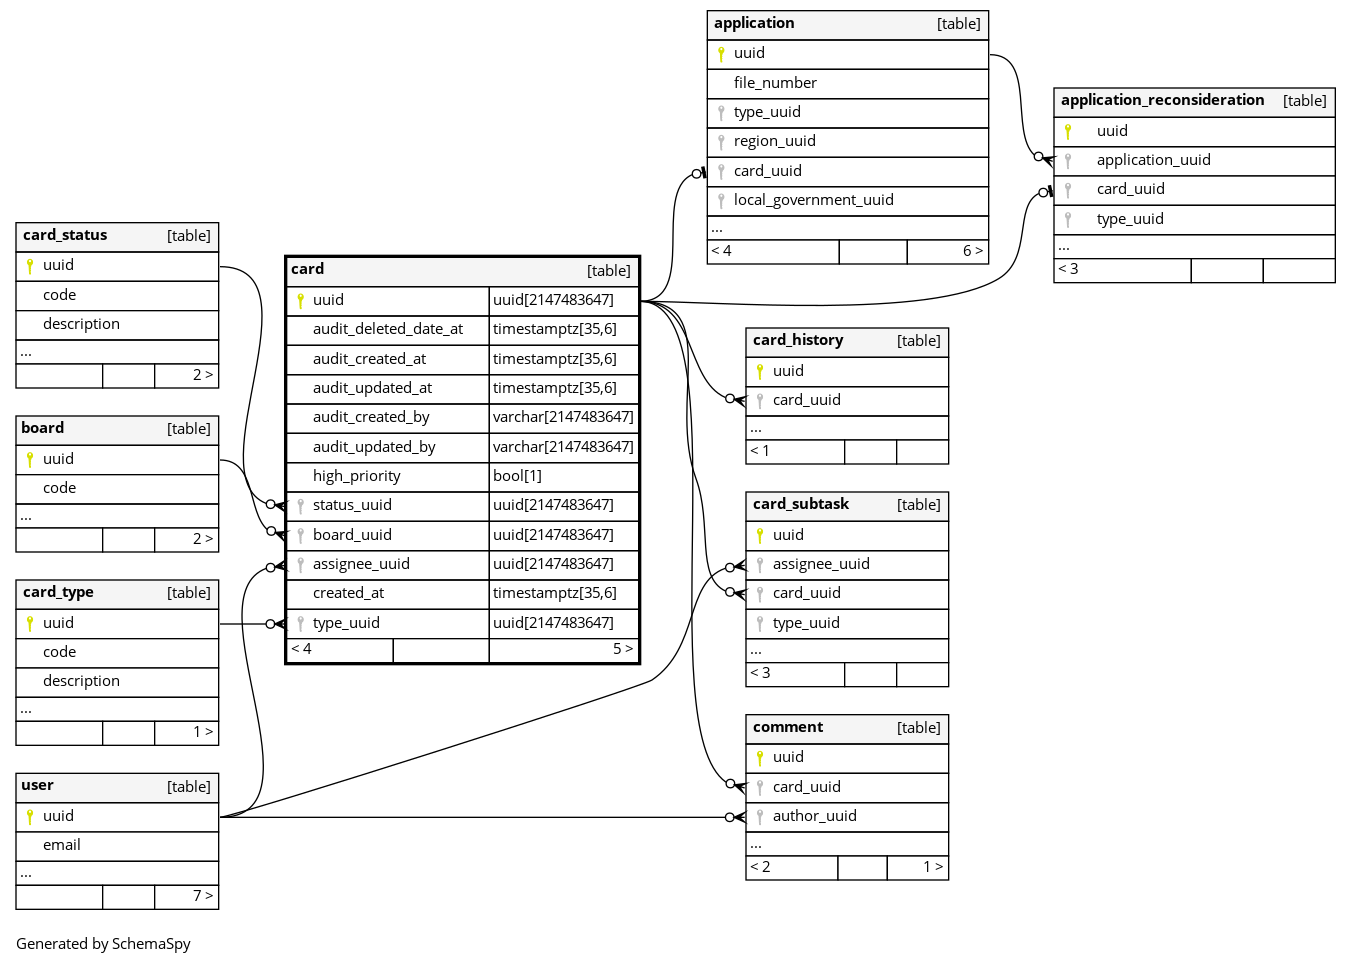 application [table]
uuid
file_number
type_uuid
region_uuid
card_uuid
local_government_uuid
...
< 4 6 >
application_reconsideration [table]
uuid
application_uuid
card_uuid
type_uuid
...
< 3
card_status [table]
uuid
code
description
...
2 >
board [table]
uuid
code
...
2 >
card_type [table]
uuid
code
description
...
1 >
user [table]
uuid
email
...
7 >
card [table]
uuid uuid[2147483647]
audit_deleted_date_at timestamptz[35,6]
audit_created_at timestamptz[35,6]
audit_updated_at timestamptz[35,6]
audit_created_by varchar[2147483647]
audit_updated_by varchar[2147483647]
high_priority bool[1]
status_uuid uuid[2147483647]
board_uuid uuid[2147483647]
assignee_uuid uuid[2147483647]
created_at timestamptz[35,6]
type_uuid uuid[2147483647]
< 4 5 >
card_history [table]
uuid
card_uuid
...
< 1
card_subtask [table]
uuid
assignee_uuid
card_uuid
type_uuid
...
< 3
comment [table]
uuid
card_uuid
author_uuid
...
< 2 1 >
Generated by SchemaSpy